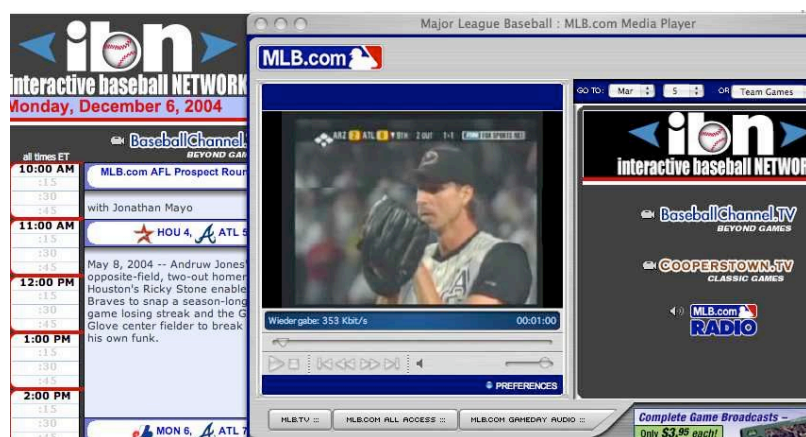 ibn
interactive baseball NETWORK
Monday, December 6, 2004
BaseballChannel.
BEYOND GAM
all times ET
10:00 AM
:15
:30
:45
11:00 AM
:15
:30
:45
12:00 PM
:15
:30
:45
1:00 PM
:15
:30
:45
2:00 PM
:15
:30
:45
MLB.com AFL Prospect Roun
with Jonathan Mayo
HOU 4, ATL 5
May 8, 2004 -- Andruw Jones'
opposite-field, two-out homer
Houston's Ricky Stone enable
Braves to snap a season-long
game losing streak and the G
Glove center fielder to break
his own funk.
MON 6, ATL 7
Major League Baseball : MLB.com Media Player
MLB.com
ARZ 2 ATL 0 8TH 2 OUT 1-1
Wiedergabe: 353 Kbit/s 00:01:00
PREFERENCES
MLB.TV ::: MLB.COM ALL ACCESS ::: MLB.COM GAMEDAY AUDIO :::
GO TO: Mar 5 OR Team Games
ibn
interactive baseball NETWO
BaseballChannel.TV
BEYOND GAMES
COOPERSTOWN.TV
CLASSIC GAMES
MLB.com
RADIO
Complete Game Broadcasts –
Only $3.95 each!